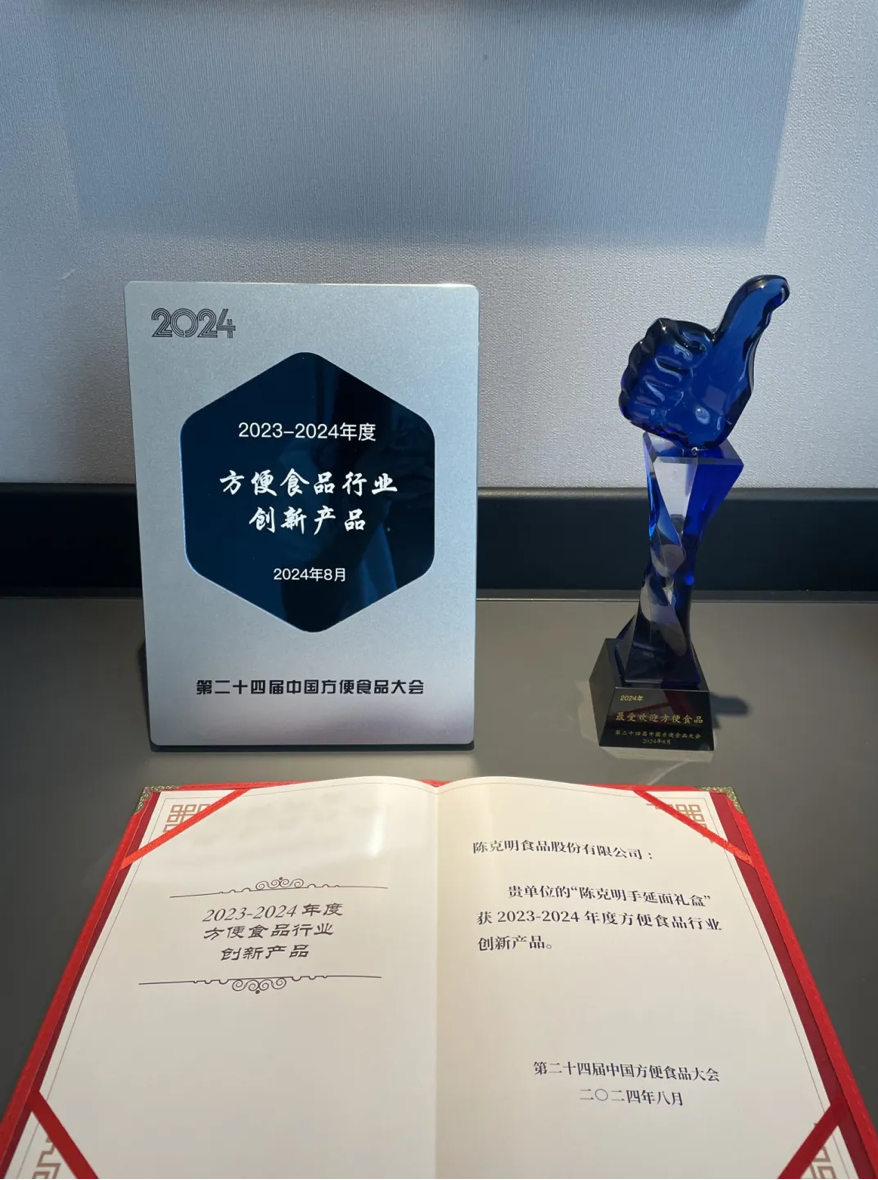 2024
2023-2024年度
方便食品行业
创新产品
2024年8月
第二十四届中国方便食品大会
2024年
最受欢迎方便食品
第二十四届中国方便食品大会
2024年8月
2023-2024年度
方便食品行业
创新产品
陈克明食品股份有限公司：
贵单位的“陈克明手延面礼盒”
获2023-2024年度方便食品行业
创新产品。
第二十四届中国方便食品大会
二〇二四年八月